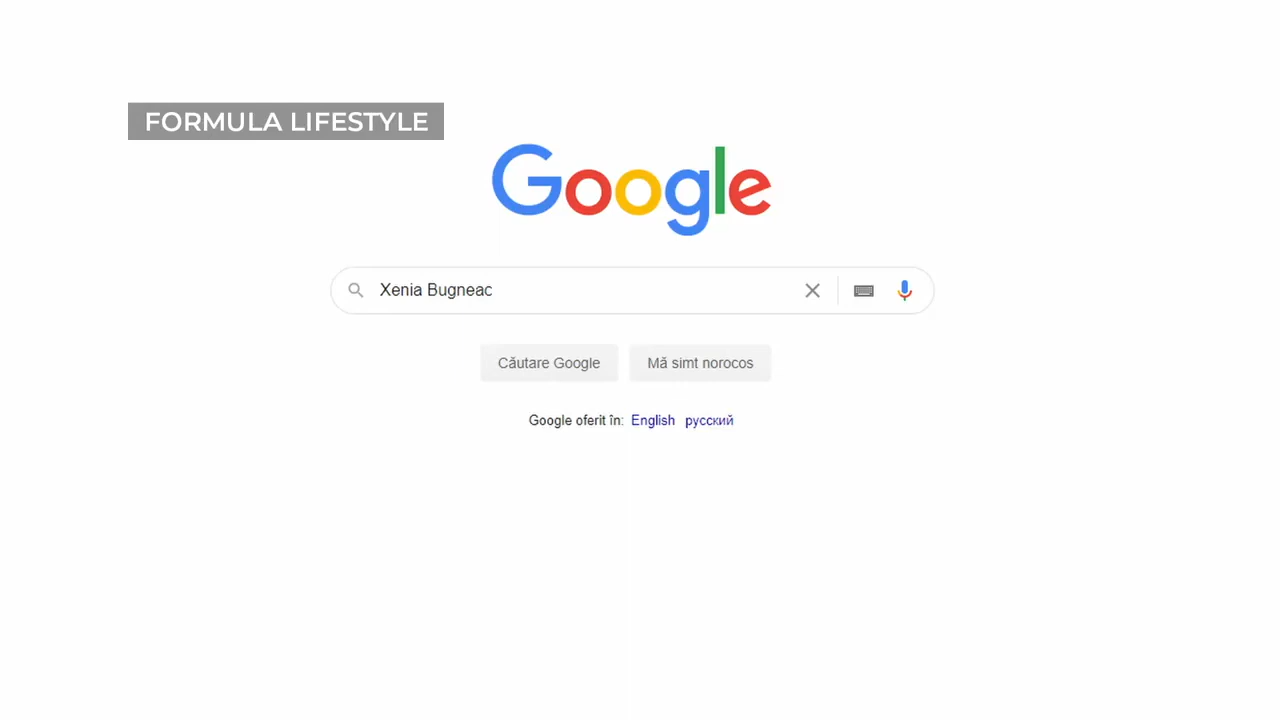 FORMULA LIFESTYLE
Google
Xenia Bugneac
Căutare Google
Mă simt norocos
Google oferit în: English русский